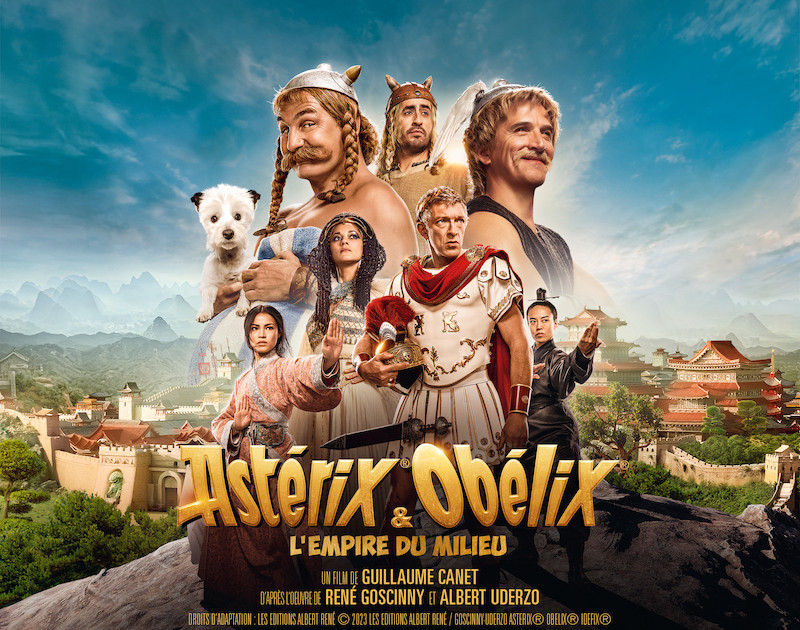 Astérix® & Obélix®
L'EMPIRE DU MILIEU
UN FILM DE GUILLAUME CANET
D'APRÈS L'OEUVRE DE RENÉ GOSCINNY ET ALBERT UDERZO
DROITS D'ADAPTATION : LES EDITIONS ALBERT RENÉ © 2023 LES EDITIONS ALBERT RENÉ / GOSCINNY-UDERZO ASTERIX® OBELIX® IDEFIX®